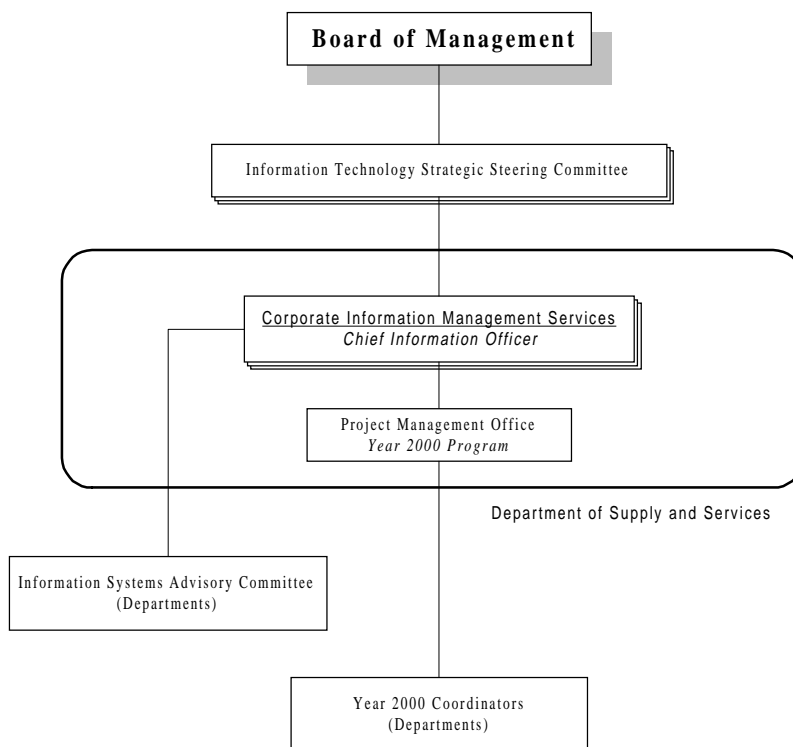 Board of Management
Information Technology Strategic Steering Committee
Corporate Information Management Services
Chief Information Officer
Project Management Office
Year 2000 Program
Department of Supply and Services
Information Systems Advisory Committee
(Departments)
Year 2000 Coordinators
(Departments)